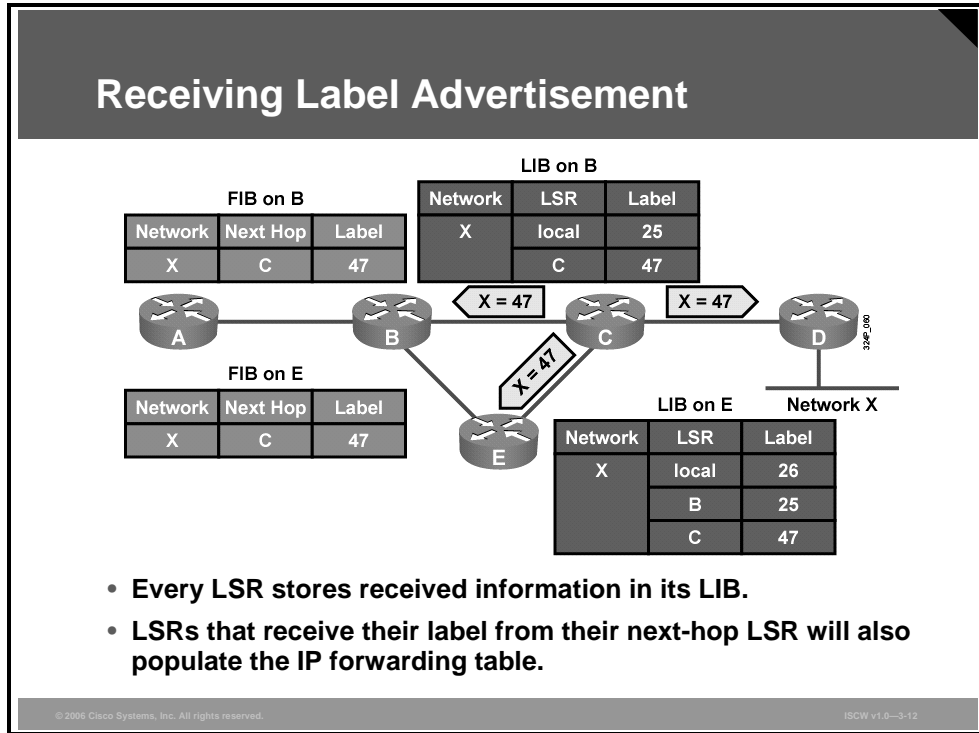 Receiving Label Advertisement
LIB on B
Network LSR Label
X local 25
C 47
FIB on B
Network Next Hop Label
X C 47
X = 47
X = 47
A
B
C
D
324P_060
X = 47
FIB on E
Network Next Hop Label
X C 47
E
Network X
LIB on E
Network LSR Label
X local 26
B 25
C 47
• Every LSR stores received information in its LIB.
• LSRs that receive their label from their next-hop LSR will also
populate the IP forwarding table.
© 2006 Cisco Systems, Inc. All rights reserved.
ISCW v1.0—3-12